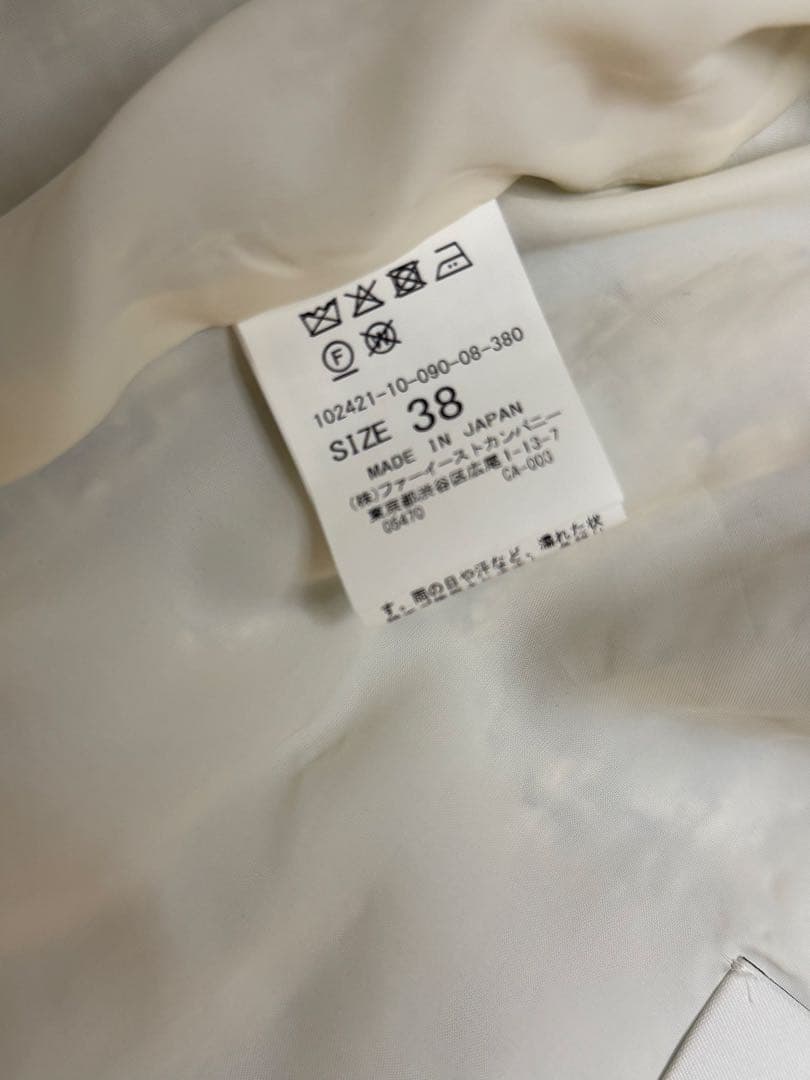 F
102421-10-090-08-380
SIZE 38
MADE IN JAPAN
(株)ファーイーストカンパニー
東京都渋谷区広尾1-13-7
05470 CA-003
す。雨の日や汗など、濡れた状